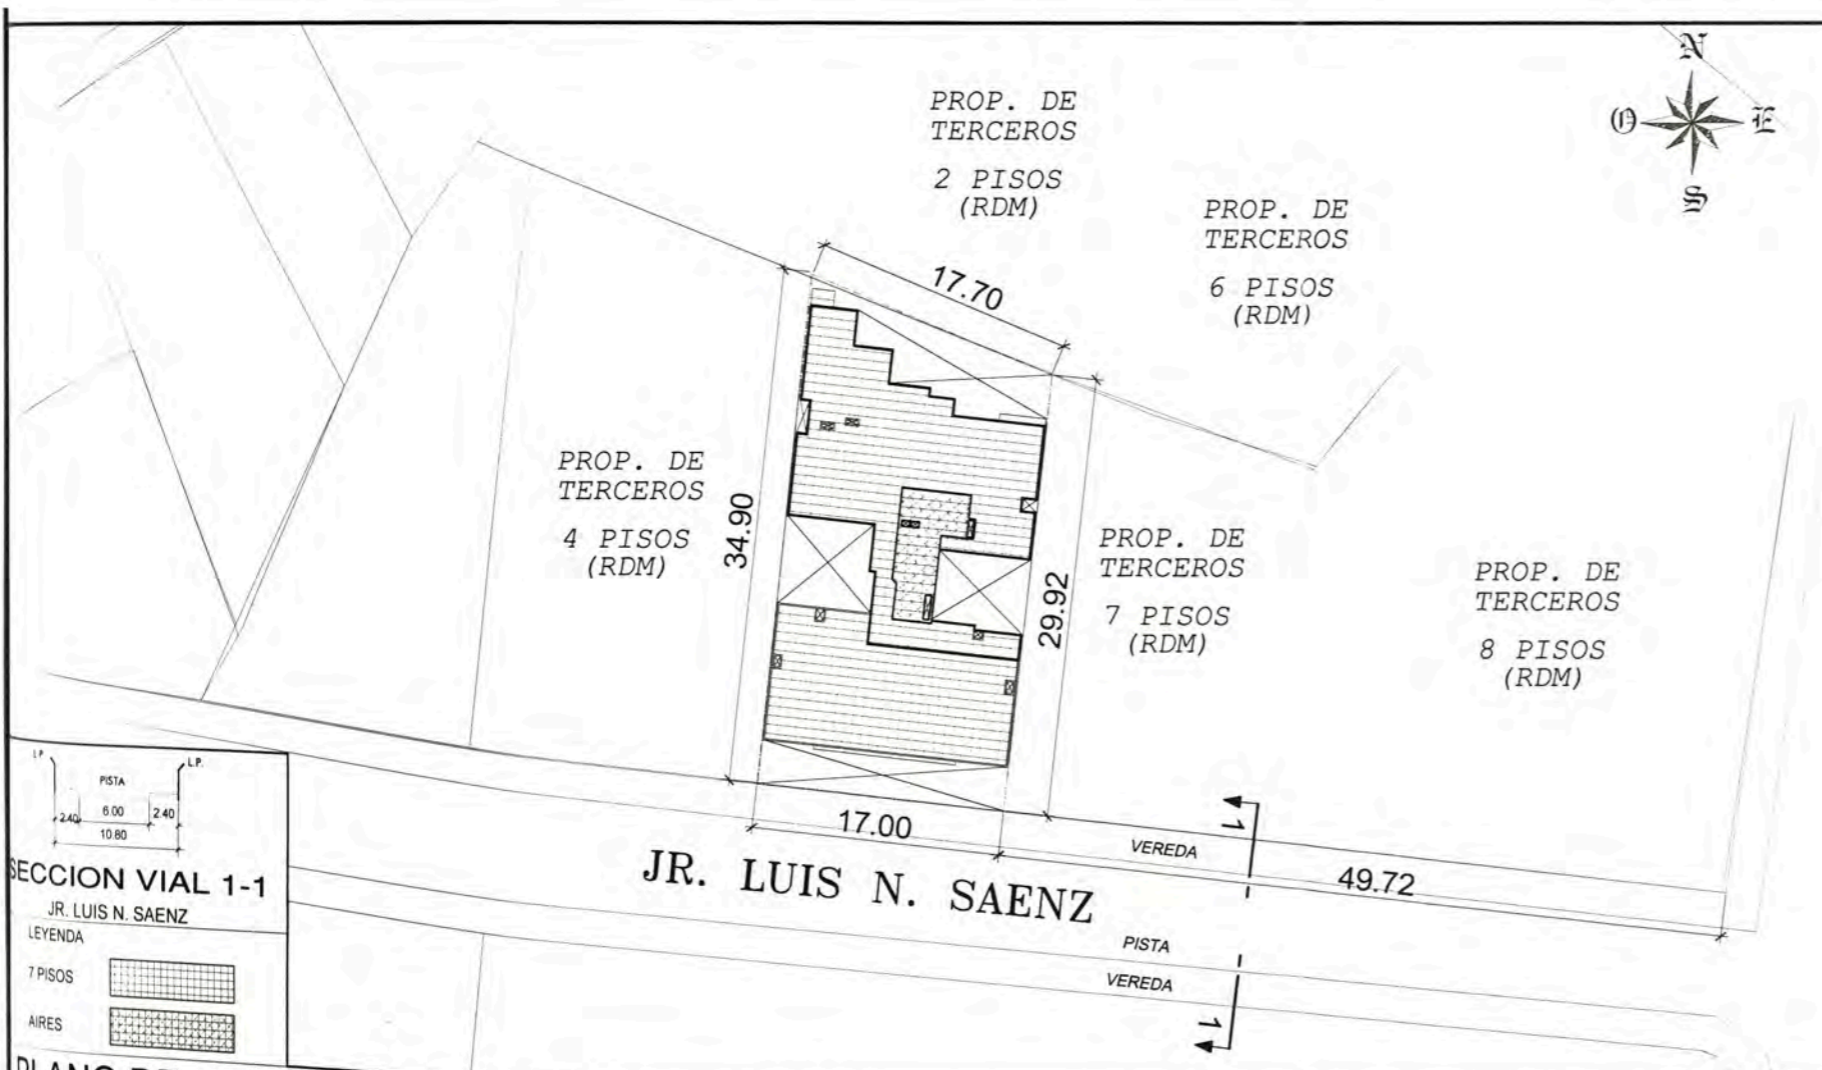 N
O
E
S
PROP. DE
TERCEROS
2 PISOS
(RDM)
PROP. DE
TERCEROS
6 PISOS
(RDM)
17.70
PROP. DE
TERCEROS
4 PISOS
(RDM)
34.90
29.92
PROP. DE
TERCEROS
7 PISOS
(RDM)
PROP. DE
TERCEROS
8 PISOS
(RDM)
17.00
VEREDA
1
49.72
JR. LUIS N. SAENZ
PISTA
VEREDA
1
L.P.
L.P.
PISTA
2.40
6.00
2.40
10.80
SECCION VIAL 1-1
JR. LUIS N. SAENZ
LEYENDA
7 PISOS
AIRES